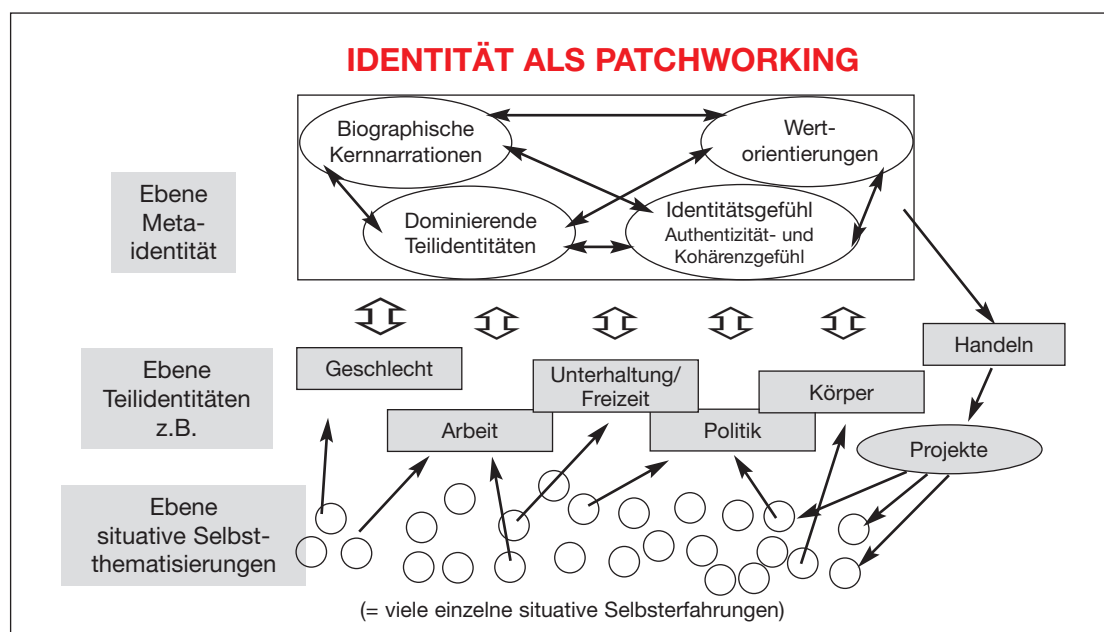 IDENTITÄT ALS PATCHWORKING
Biographische
Kernnarrationen
Wert-
orientierungen
Ebene
Meta-
identität
Dominierende
Teilidentitäten
Identitätsgefühl
Authentizität- und
Kohärenzgefühl
Ebene
Teilidentitäten
z.B.
Geschlecht
Arbeit
Unterhaltung/
Freizeit
Politik
Körper
Handeln
Projekte
Ebene
situative Selbst-
thematisierungen
(= viele einzelne situative Selbsterfahrungen)